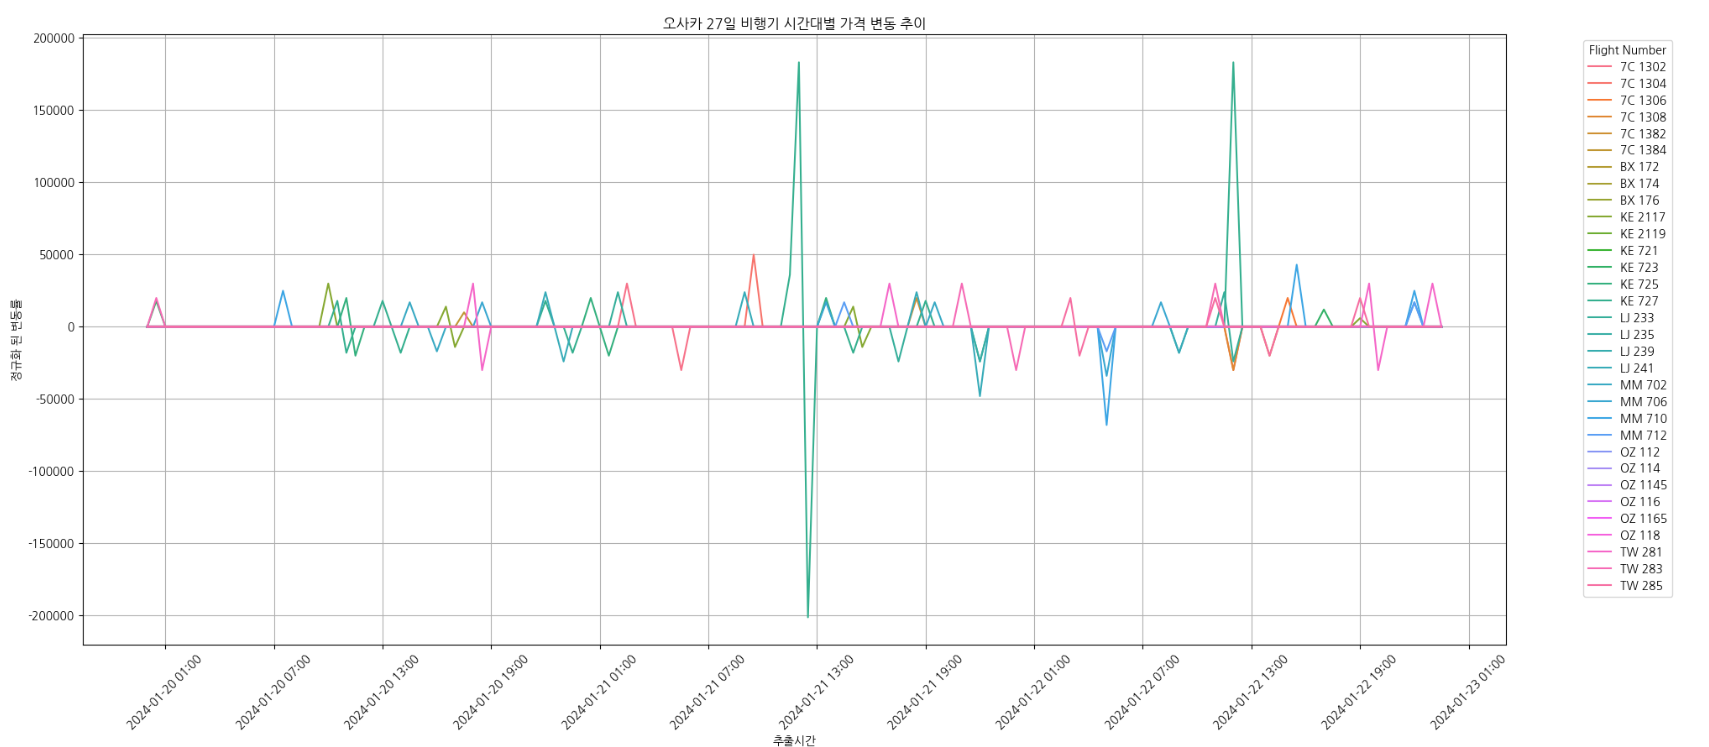 오사카 27일 비행기 시간대별 가격 변동 추이
정규화 된 변동률
200000
150000
100000
50000
0
-50000
-100000
-150000
-200000
2024-01-20 01:00
2024-01-20 07:00
2024-01-20 13:00
2024-01-20 19:00
2024-01-21 01:00
2024-01-21 07:00
2024-01-21 13:00
2024-01-21 19:00
2024-01-22 01:00
2024-01-22 07:00
2024-01-22 13:00
2024-01-22 19:00
2024-01-23 01:00
추출시간
Flight Number
7C 1302
7C 1304
7C 1306
7C 1308
7C 1382
7C 1384
BX 172
BX 174
BX 176
KE 2117
KE 2119
KE 721
KE 723
KE 725
KE 727
LJ 233
LJ 235
LJ 239
LJ 241
MM 702
MM 706
MM 710
MM 712
OZ 112
OZ 114
OZ 1145
OZ 116
OZ 1165
OZ 118
TW 281
TW 283
TW 285